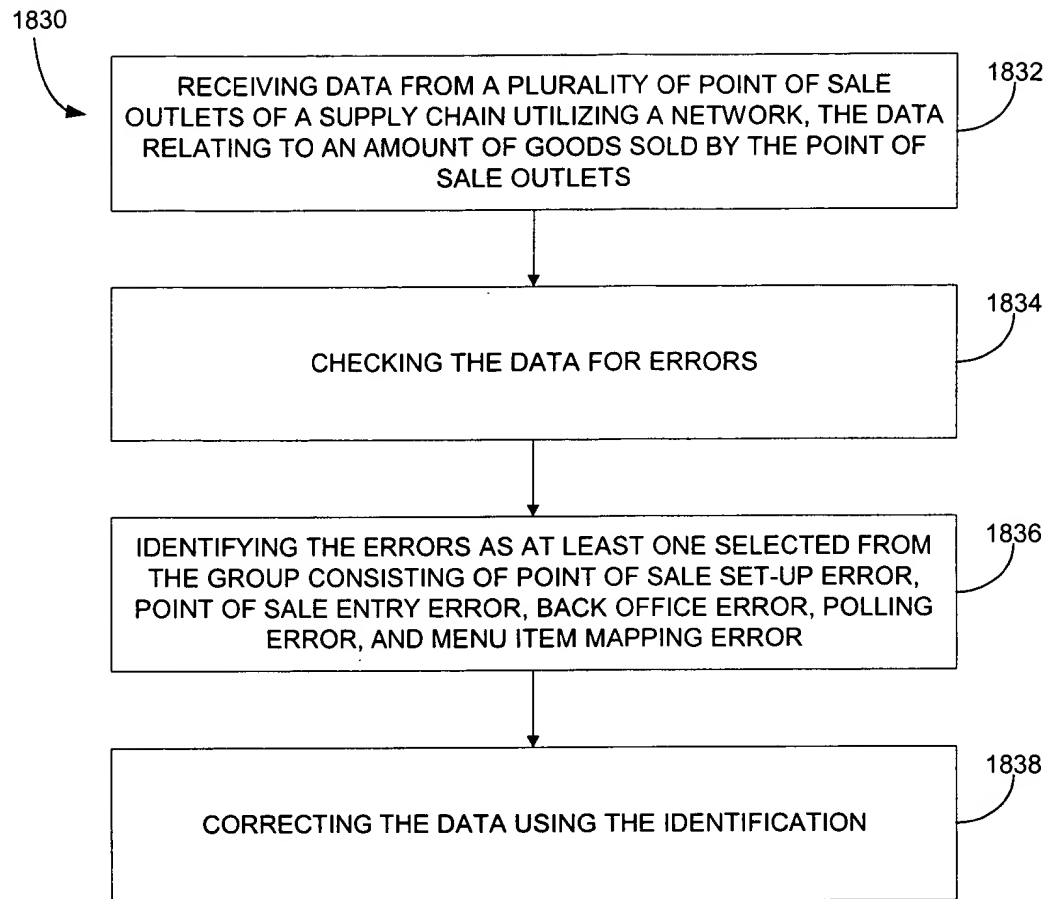 1830
RECEIVING DATA FROM A PLURALITY OF POINT OF SALE
OUTLETS OF A SUPPLY CHAIN UTILIZING A NETWORK, THE DATA
RELATING TO AN AMOUNT OF GOODS SOLD BY THE POINT OF
SALE OUTLETS
1832
CHECKING THE DATA FOR ERRORS
1834
IDENTIFYING THE ERRORS AS AT LEAST ONE SELECTED FROM
THE GROUP CONSISTING OF POINT OF SALE SET-UP ERROR,
POINT OF SALE ENTRY ERROR, BACK OFFICE ERROR, POLLING
ERROR, AND MENU ITEM MAPPING ERROR
1836
CORRECTING THE DATA USING THE IDENTIFICATION
1838